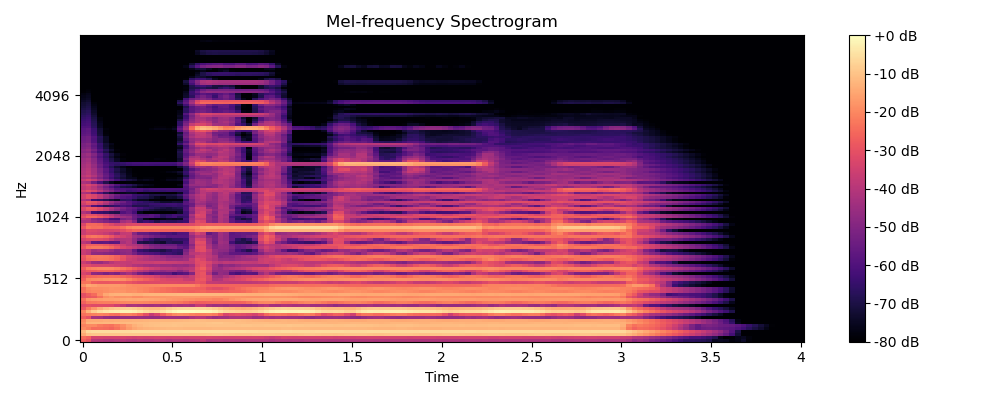 Mel-frequency Spectrogram
+0 dB
-10 dB
4096
-20 dB
-30 dB
2048
Hz
-40 dB
1024
-50 dB
-60 dB
512
-70 dB
0
-80 dB
0 0.5 1 1.5 2 2.5 3 3.5 4
Time